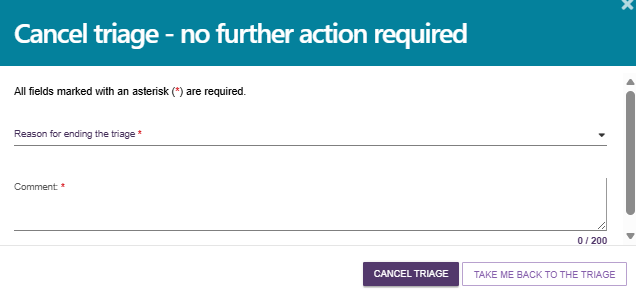 Cancel triage - no further action required
All fields marked with an asterisk (*) are required.
Reason for ending the triage *
Comment: *
0 / 200
CANCEL TRIAGE
TAKE ME BACK TO THE TRIAGE